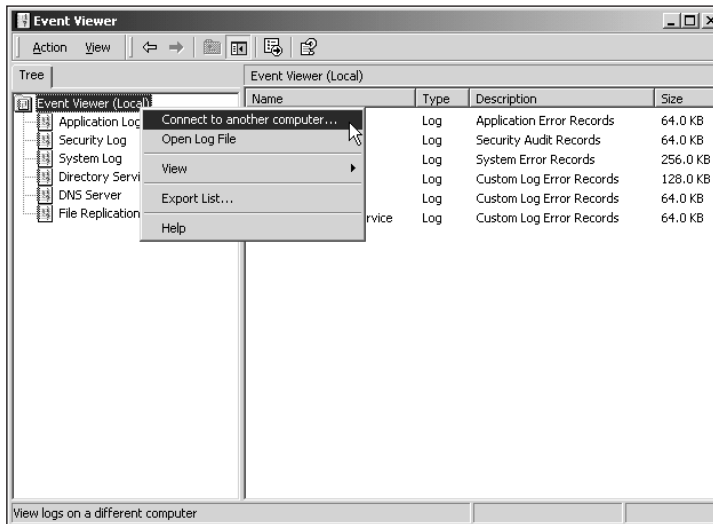 Event Viewer
Action View
Tree
Event Viewer (Local)
Event Viewer (Local)
Application Log
Security Log
System Log
Directory Servi
DNS Server
File Replication
Connect to another computer...
Open Log File
View
Export List...
Help
Name Type Description Size
Log Application Error Records 64.0 KB
Log Security Audit Records 64.0 KB
Log System Error Records 256.0 KB
Log Custom Log Error Records 128.0 KB
Log Custom Log Error Records 64.0 KB
rvice Log Custom Log Error Records 64.0 KB
View logs on a different computer